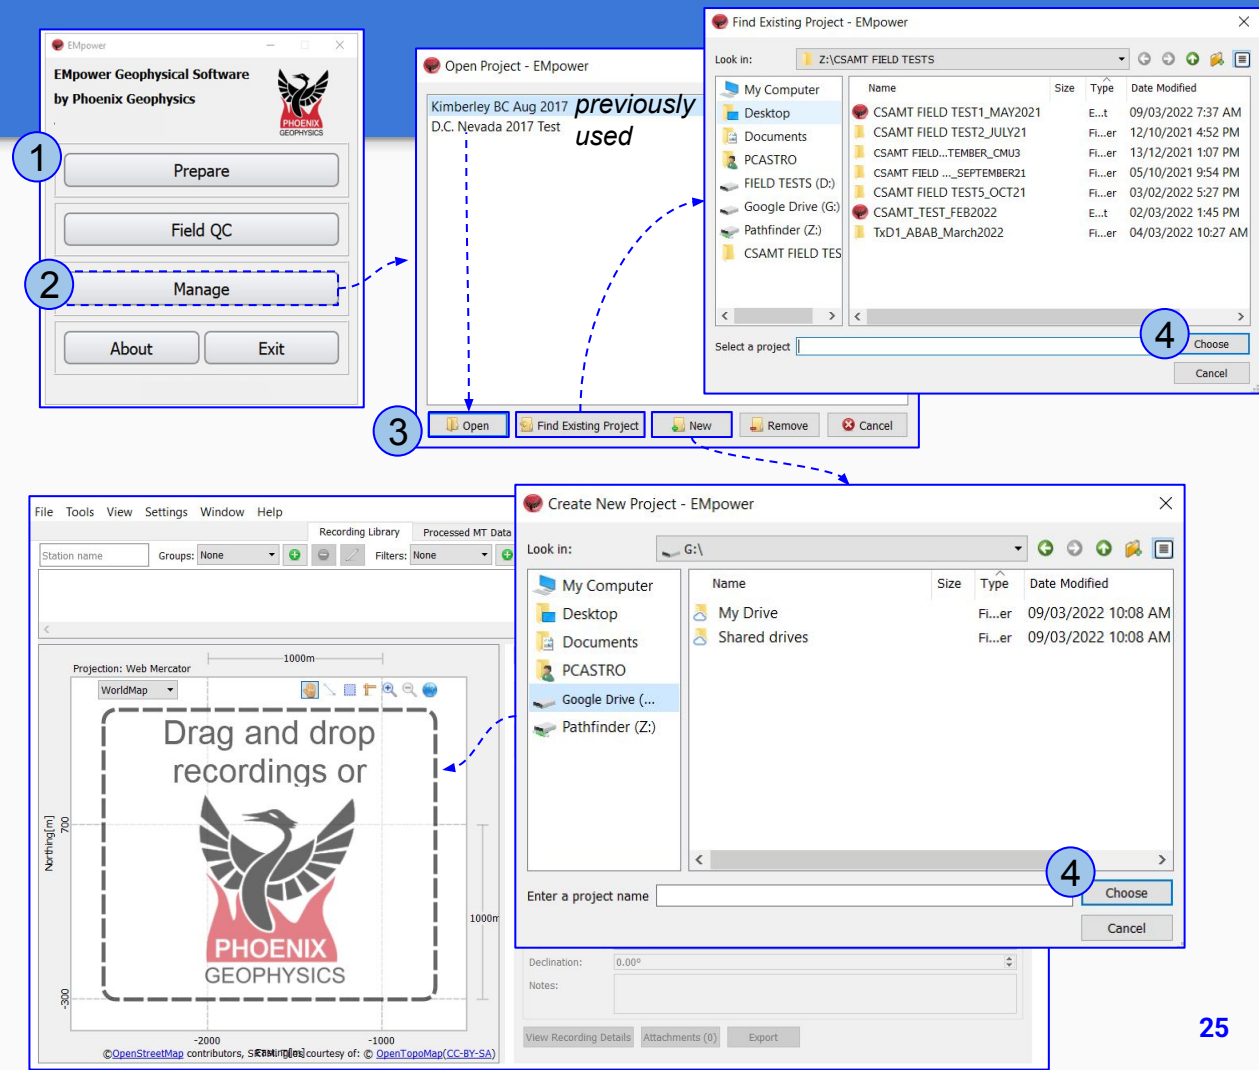 EMpower
EMpower Geophysical Software
by Phoenix Geophysics
PHOENIX
GEOPHYSICS
1
Prepare
Field QC
2
Manage
About
Exit
Open Project - EMpower
Kimberley BC Aug 2017
D.C. Nevada 2017 Test
previously
used
3
Open
Find Existing Project
New
Remove
Cancel
Find Existing Project - EMpower
Look in:
Z:\CSAMT FIELD TESTS
My Computer
Desktop
Documents
PCASTRO
FIELD TESTS (D:)
Google Drive (G:)
Pathfinder (Z:)
CSAMT FIELD TES
Name Size Type Date Modified
CSAMT FIELD TEST1_MAY2021 E...t 09/03/2022 7:37 AM
CSAMT FIELD TEST2_JULY21 Fi...er 12/10/2021 4:52 PM
CSAMT FIELD...TEMBER_CMU3 Fi...er 13/12/2021 1:07 PM
CSAMT FIELD ..._SEPTEMBER21 Fi...er 05/10/2021 9:54 PM
CSAMT FIELD TEST5_OCT21 Fi...er 03/02/2022 5:27 PM
CSAMT_TEST_FEB2022 E...t 02/03/2022 1:45 PM
TxD1_ABAB_March2022 Fi...er 04/03/2022 10:27 AM
Select a project
4
Choose
Cancel
File Tools View Settings Window Help
Recording Library Processed MT Data
Station name Groups: None Filters: None
Projection: Web Mercator
1000m
WorldMap
Drag and drop
recordings or
PHOENIX
GEOPHYSICS
Northing[m]
700
-300
1000m
-2000 -1000
©OpenStreetMap contributors, courtesy of: © OpenTopoMap(CC-BY-SA)
Create New Project - EMpower
Look in:
G:\
My Computer
Desktop
Documents
PCASTRO
Google Drive (...
Pathfinder (Z:)
Name Size Type Date Modified
My Drive Fi...er 09/03/2022 10:08 AM
Shared drives Fi...er 09/03/2022 10:08 AM
Enter a project name
4
Choose
Cancel
Declination: 0.00º
Notes:
View Recording Details Attachments (0) Export
25